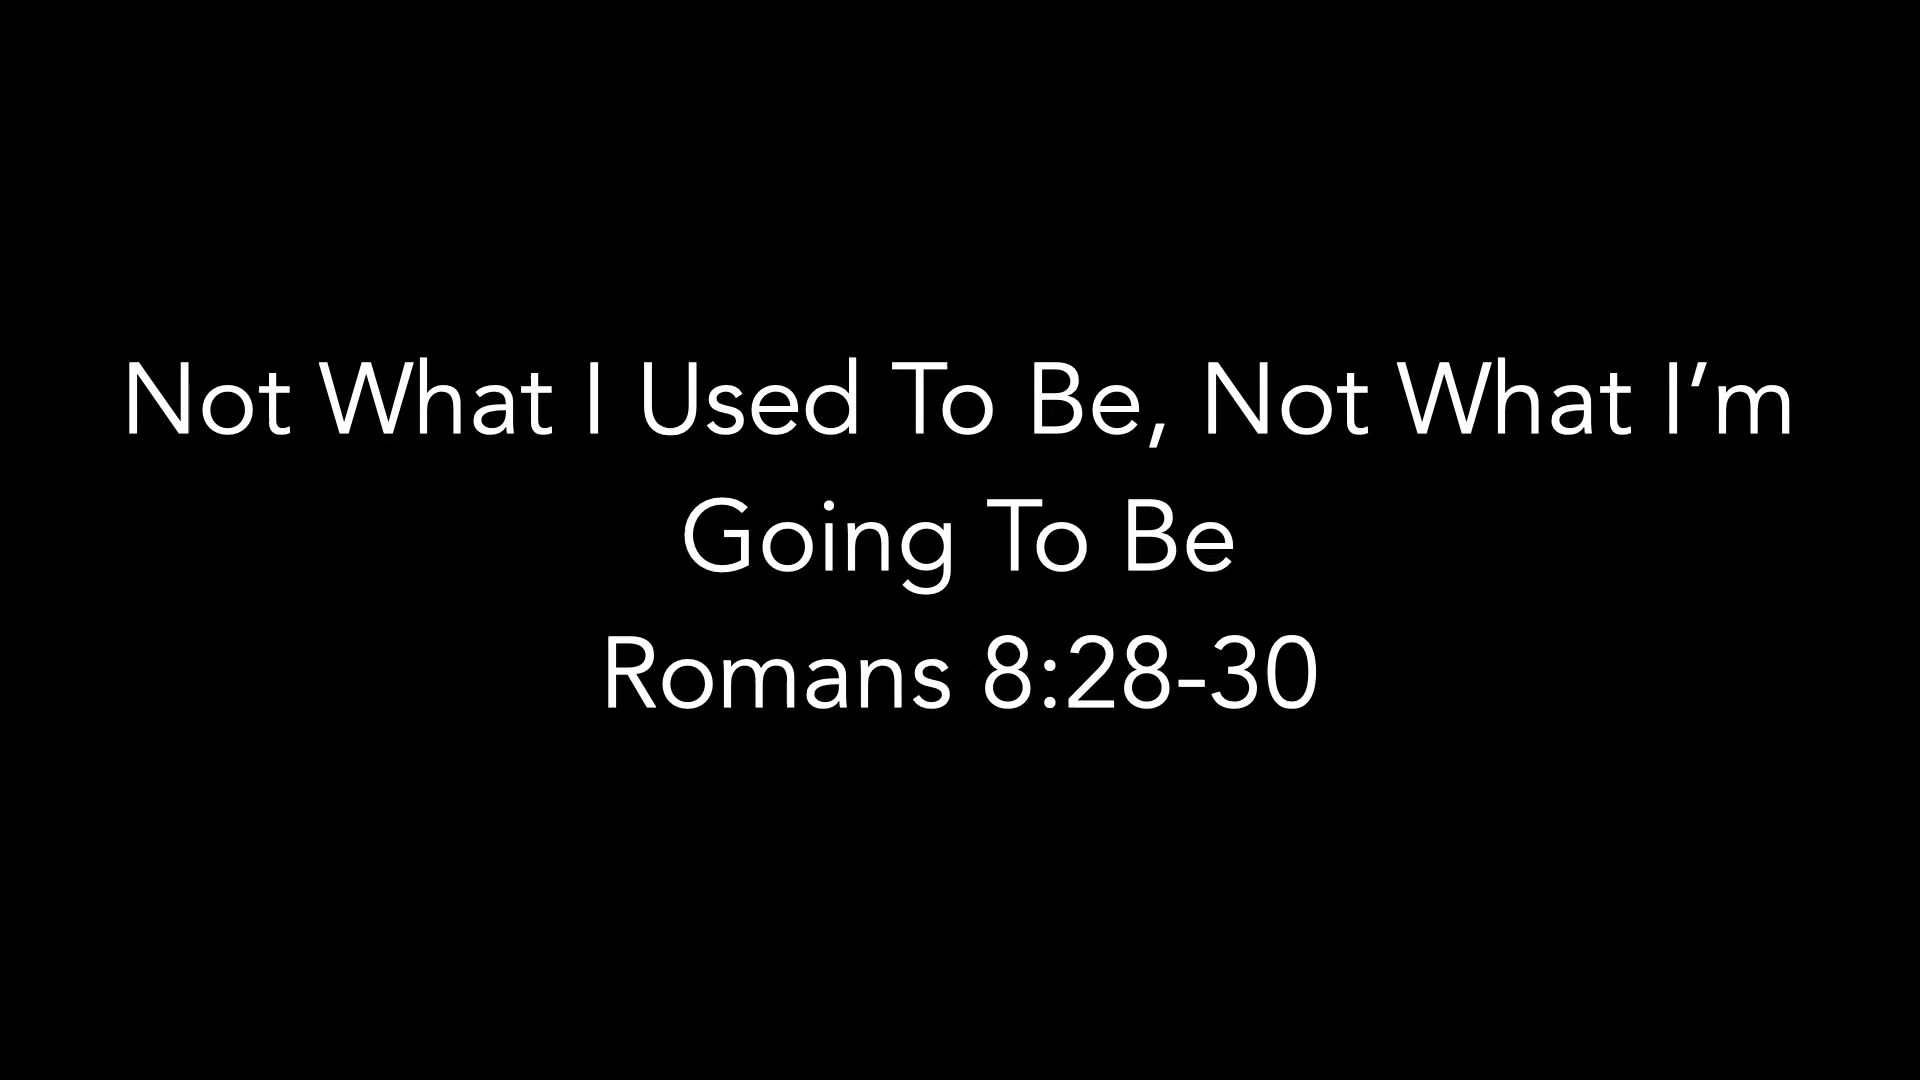 Not What I Used To Be, Not What I’m
Going To Be
Romans 8:28-30